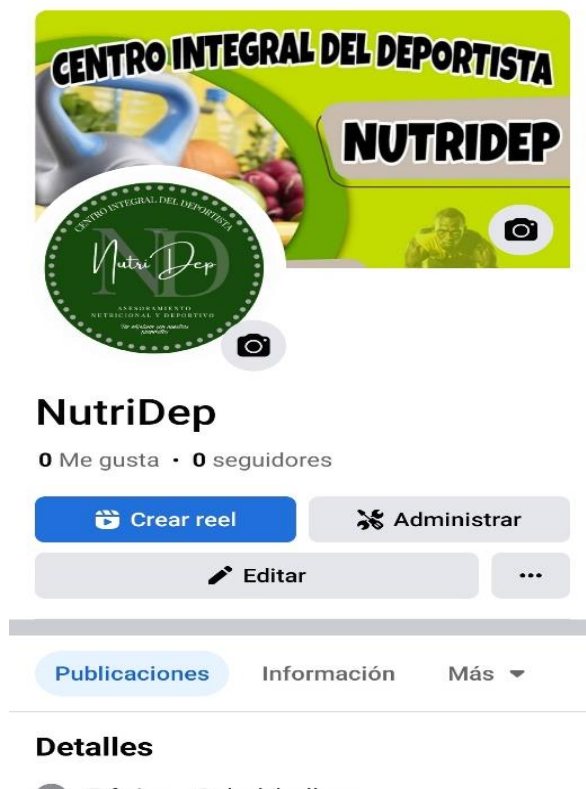 CENTRO INTEGRAL DEL DEPORTISTA
NUTRIDEP
CENTRO INTEGRAL DEL DEPORTISTA
ND
Nutri Dep
ASESORAMIENTO
NUTRICIONAL Y DEPORTIVO
NutriDep
0 Me gusta • 0 seguidores
Crear reel
Administrar
Editar
Publicaciones Información Más
Detalles